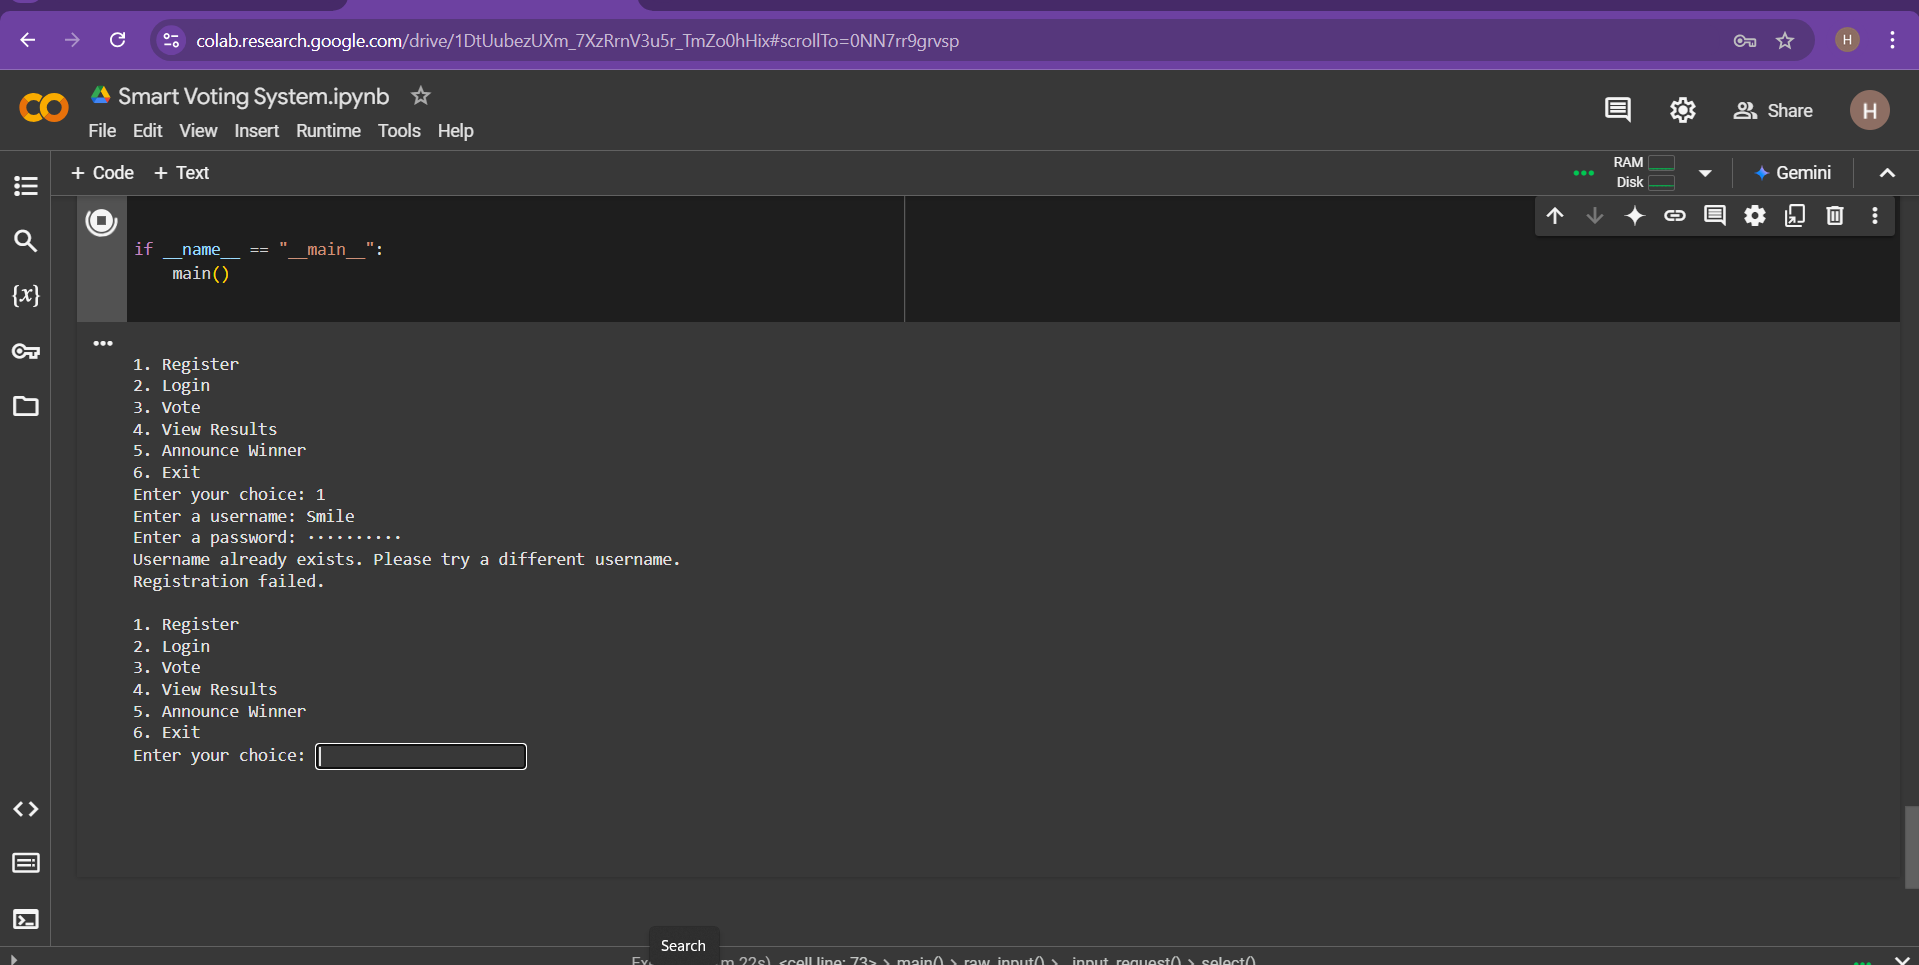 colab.research.google.com/drive/1DtUubezUXm_7XzRrnV3u5r_TmZo0hHix#scrollTo=0NN7rr9grvsp
H
Smart Voting System.ipynb
File Edit View Insert Runtime Tools Help
Share
H
+ Code + Text
RAM
Disk
Gemini
{x}
if __name__ == "__main__":
main()
1. Register
2. Login
3. Vote
4. View Results
5. Announce Winner
6. Exit
Enter your choice: 1
Enter a username: Smile
Enter a password: ··········
Username already exists. Please try a different username.
Registration failed.
1. Register
2. Login
3. Vote
4. View Results
5. Announce Winner
6. Exit
Enter your choice:
Search
m 22s) <cell line: 73> > main() > raw_input() > _input_request() > select()